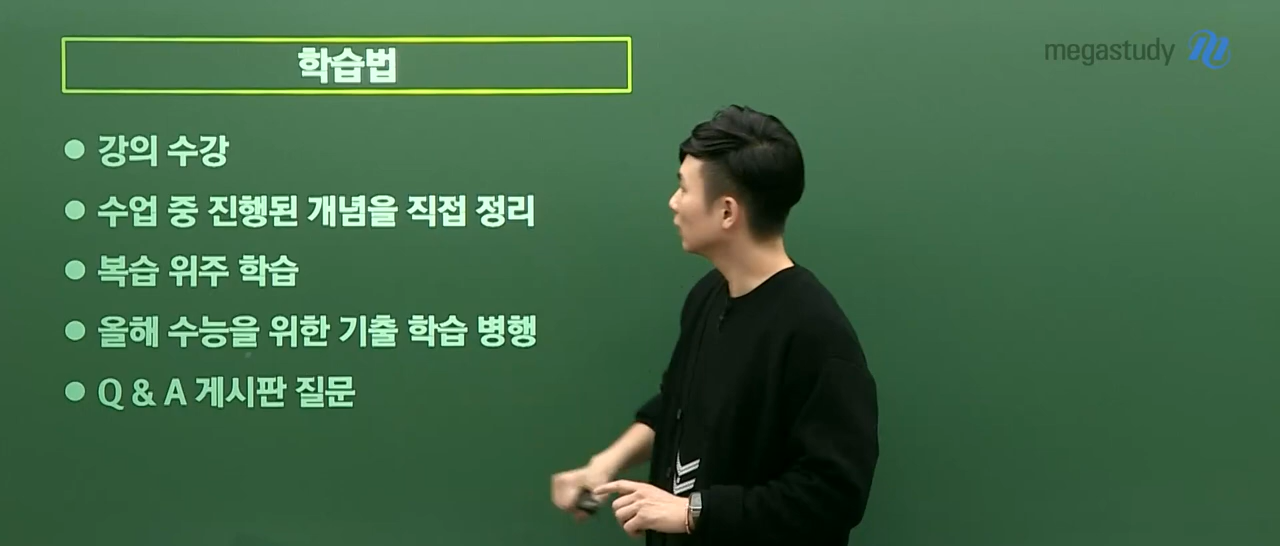 학습법
megastudy
● 강의 수강
● 수업 중 진행된 개념을 직접 정리
● 복습 위주 학습
● 올해 수능을 위한 기출 학습 병행
● Q & A 게시판 질문